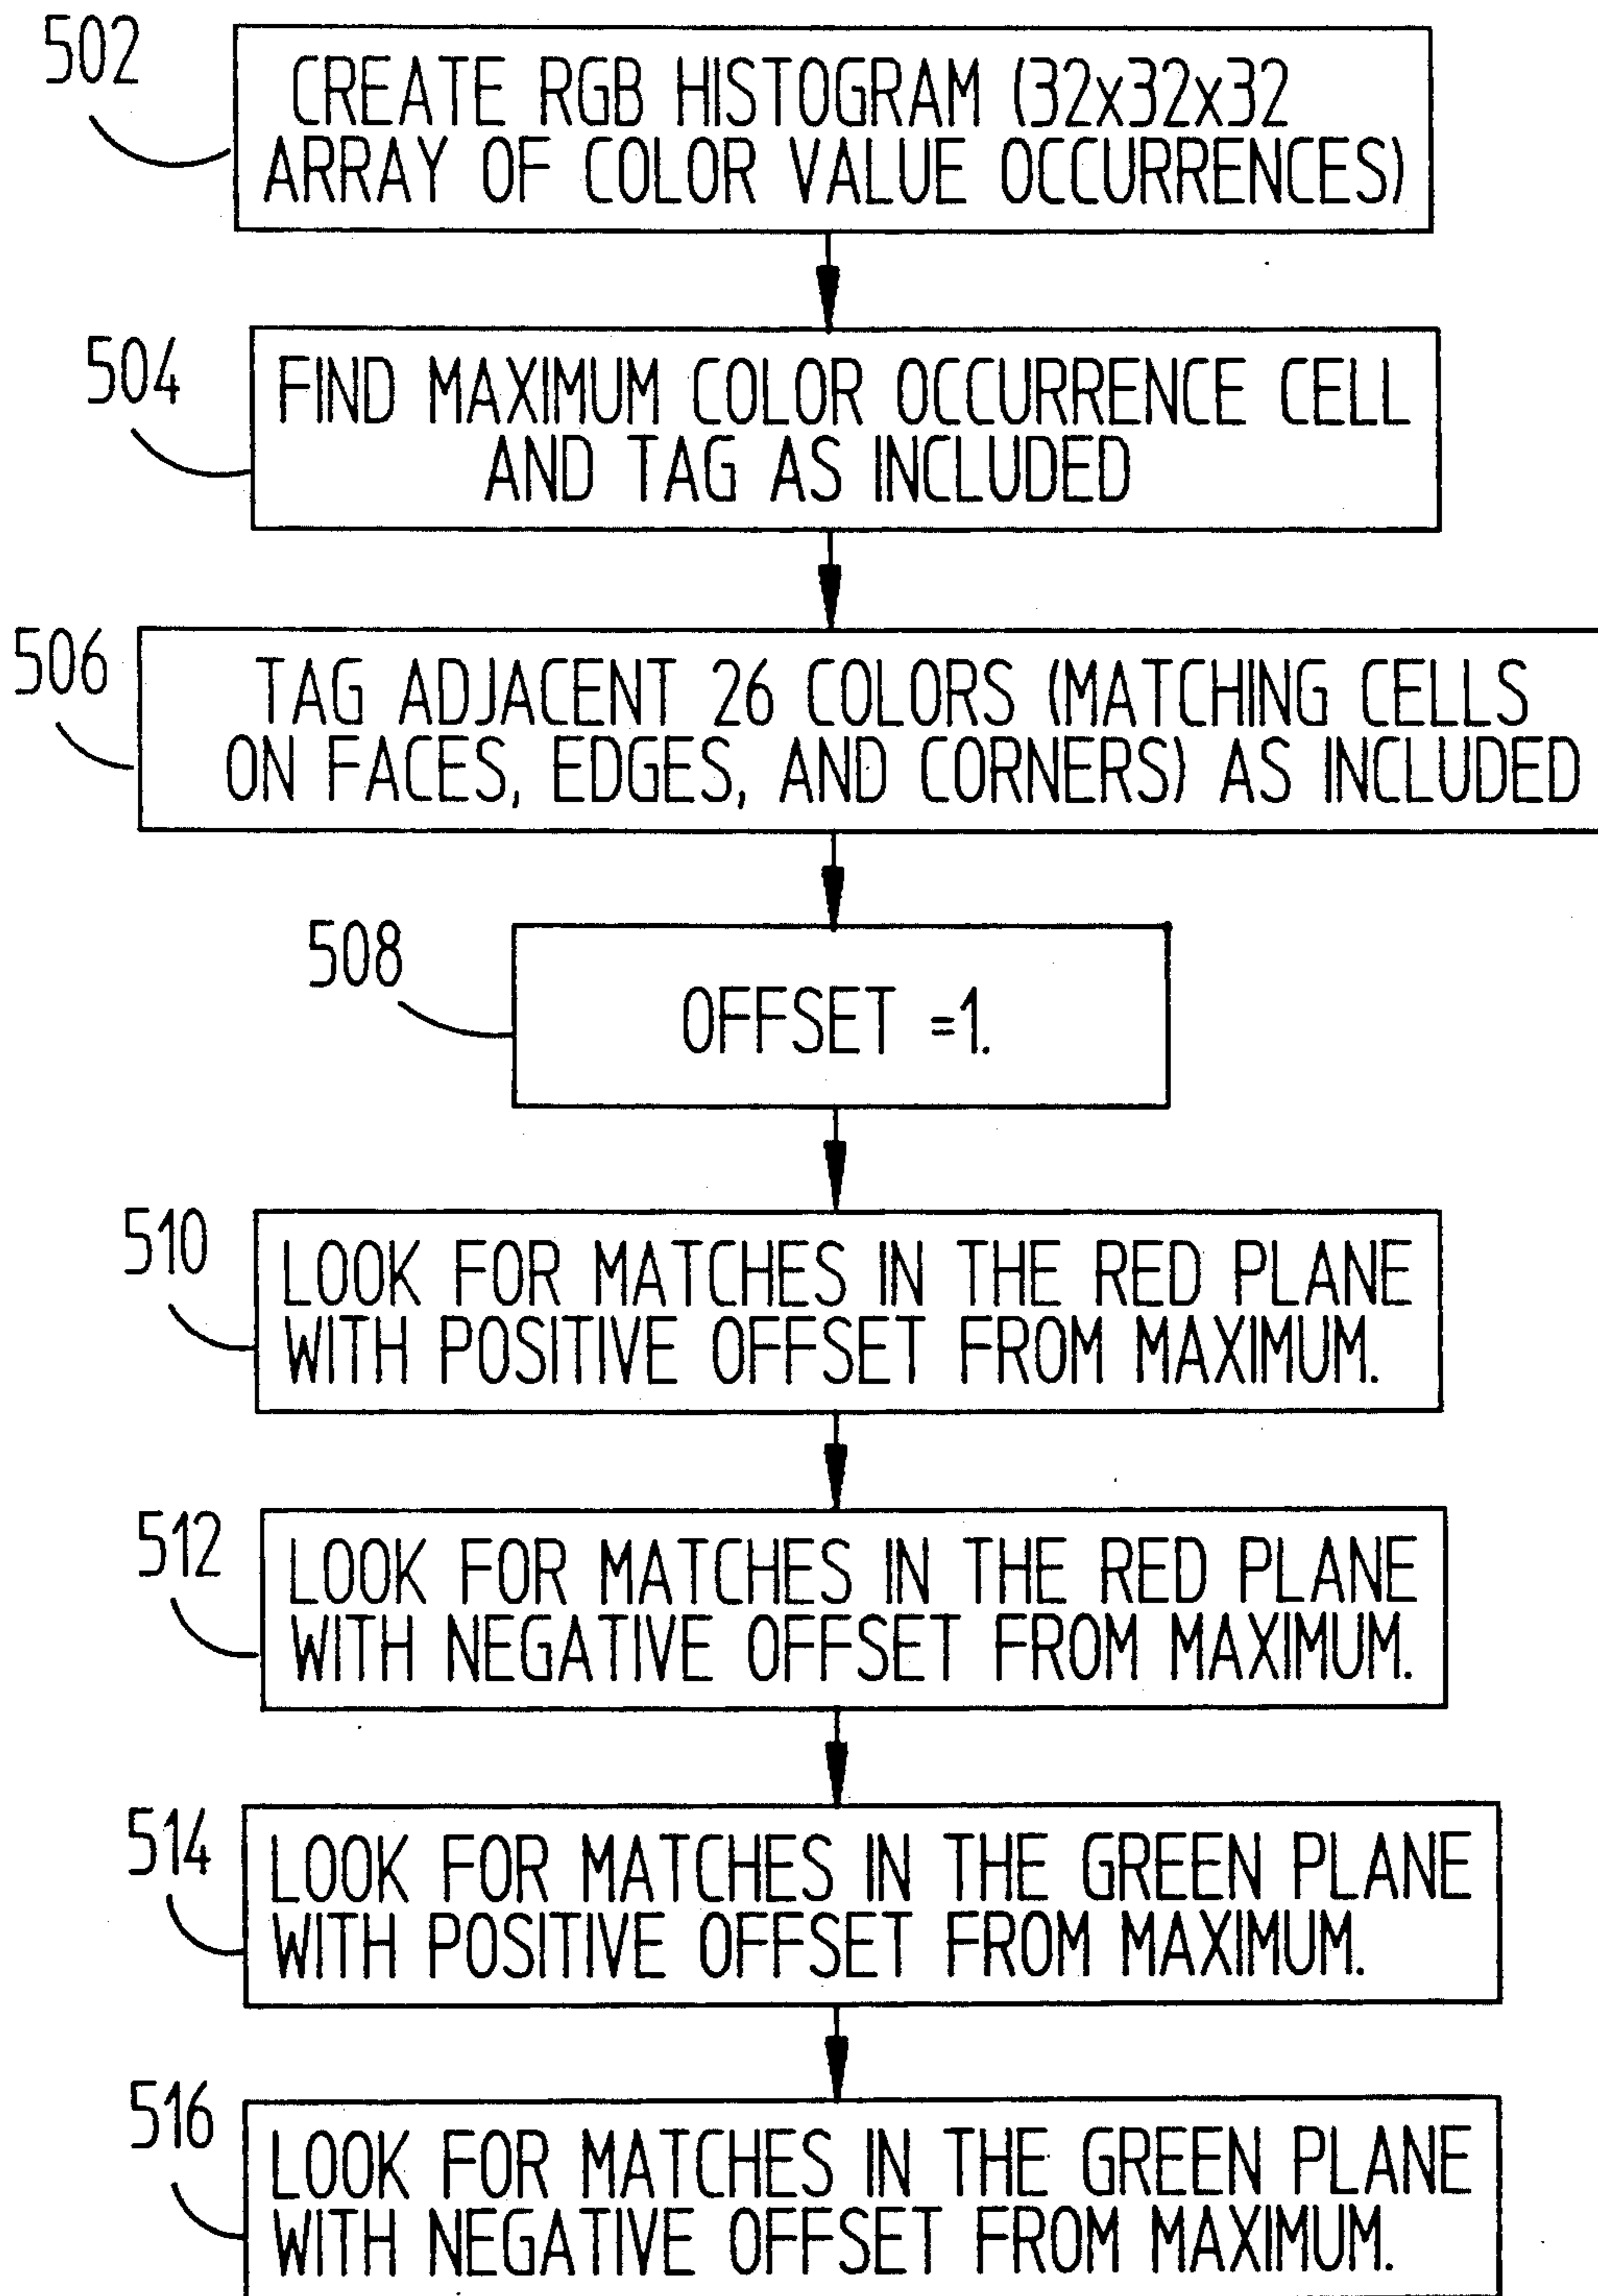 502
CREATE RGB HISTOGRAM (32x32x32
ARRAY OF COLOR VALUE OCCURRENCES)
504
FIND MAXIMUM COLOR OCCURRENCE CELL
AND TAG AS INCLUDED
506
TAG ADJACENT 26 COLORS (MATCHING CELLS
ON FACES, EDGES, AND CORNERS) AS INCLUDED
508
OFFSET =1.
510
LOOK FOR MATCHES IN THE RED PLANE
WITH POSITIVE OFFSET FROM MAXIMUM.
512
LOOK FOR MATCHES IN THE RED PLANE
WITH NEGATIVE OFFSET FROM MAXIMUM.
514
LOOK FOR MATCHES IN THE GREEN PLANE
WITH POSITIVE OFFSET FROM MAXIMUM.
516
LOOK FOR MATCHES IN THE GREEN PLANE
WITH NEGATIVE OFFSET FROM MAXIMUM.